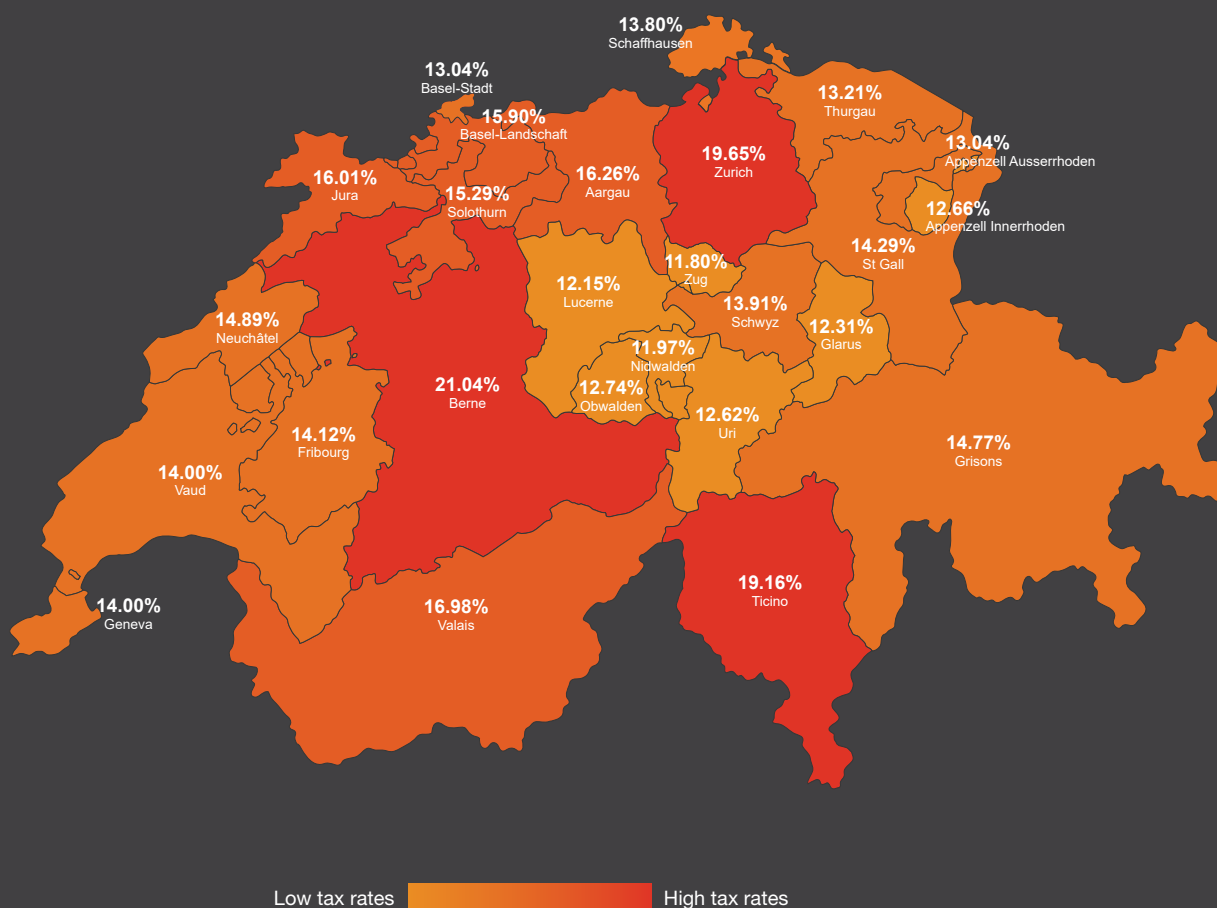 13.80%
Schaffhausen
13.04%
Basel-Stadt
15.90%
Basel-Landschaft
13.21%
Thurgau
13.04%
Appenzell Ausserrhoden
19.65%
Zurich
16.01%
Jura
16.26%
Aargau
15.29%
Solothurn
12.66%
Appenzell Innerrhoden
14.29%
St Gall
11.80%
Zug
12.15%
Lucerne
13.91%
Schwyz
14.89%
Neuchâtel
12.31%
Glarus
11.97%
Nidwalden
21.04%
Berne
12.74%
Obwalden
12.62%
Uri
14.12%
Fribourg
14.77%
Grisons
14.00%
Vaud
19.16%
Ticino
14.00%
Geneva
16.98%
Valais
Low tax rates
High tax rates